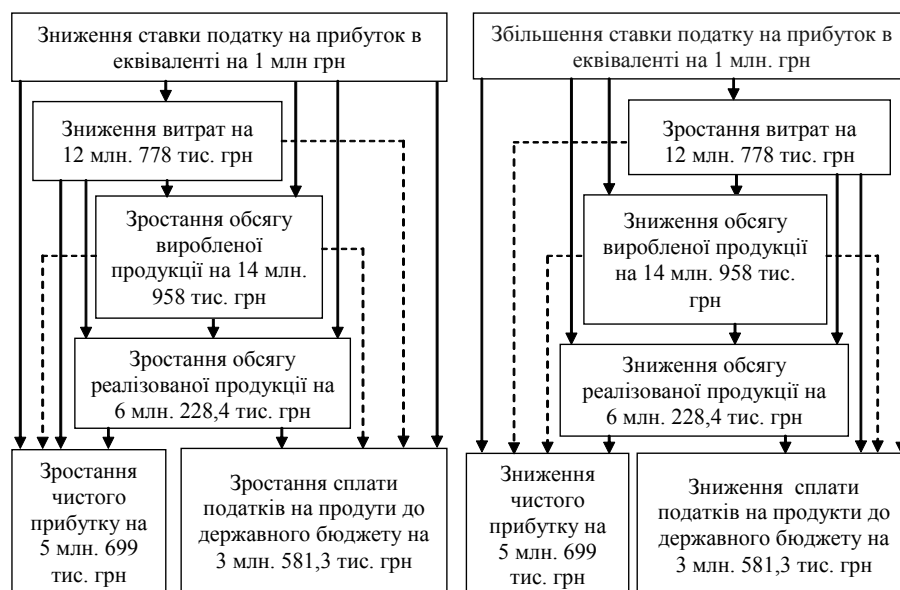 Зниження ставки податку на прибуток в
еквіваленті на 1 млн грн
Зниження витрат на
12 млн. 778 тис. грн
Зростання обсягу
виробленої
продукції на 14 млн.
958 тис. грн
Зростання обсягу
реалізованої продукції на
6 млн. 228,4 тис. грн
Зростання
чистого
прибутку на
5 млн. 699
тис. грн
Зростання сплати
податків на продути до
державного бюджету на
3 млн. 581,3 тис. грн
Збільшення ставки податку на прибуток в
еквіваленті на 1 млн. грн
Зростання витрат на
12 млн. 778 тис. грн
Зниження обсягу
виробленої продукції
на 14 млн. 958 тис.
грн
Зниження обсягу
реалізованої продукції на
6 млн. 228,4 тис. грн
Зниження
чистого
прибутку на
5 млн. 699
тис. грн
Зниження  сплати
податків на продукти до
державного бюджету на
3 млн. 581,3 тис. грн